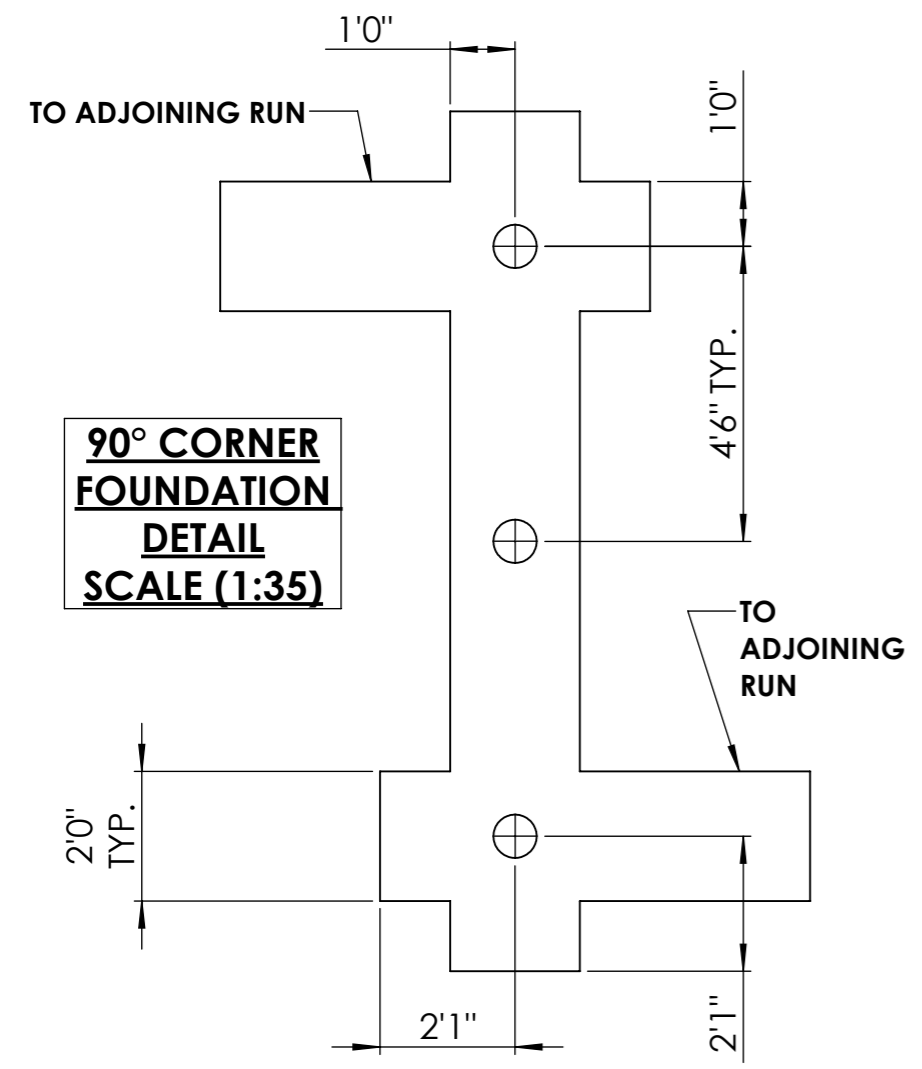 1'0"
TO ADJOINING RUN
1'0"
4'6" TYP.
90° CORNER
FOUNDATION
DETAIL
SCALE (1:35)
TO
ADJOINING
RUN
2'0"
TYP.
2'1"
2'1"